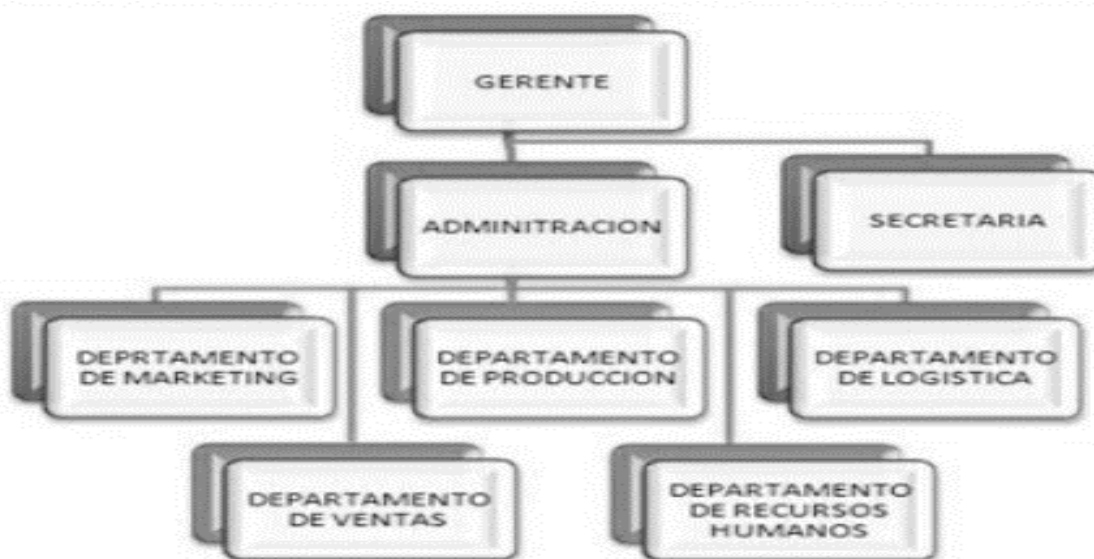 GERENTE
ADMINITRACION
SECRETARIA
DEPRTAMENTO
DE MARKETING
DEPARTAMENTO
DE PRODUCCION
DEPARTAMENTO
DE LOGISTICA
DEPARTAMENTO
DE VENTAS
DEPARTAMENTO
DE RECURSOS
HUMANOS